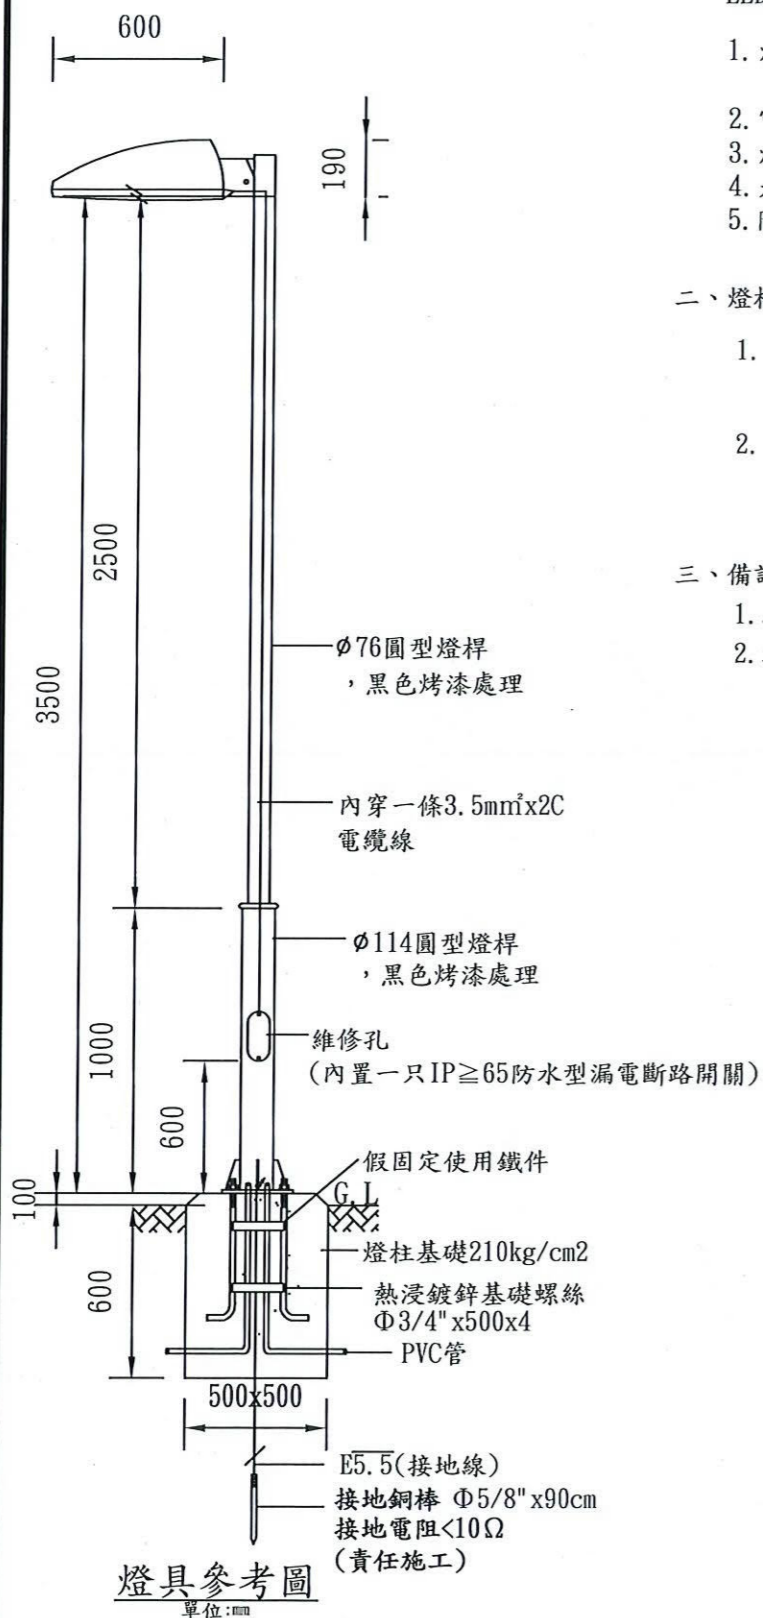 600
190
2500
3500
1000
600
100
600
500x500
ϕ76圓型燈桿
，黑色烤漆處理
內穿一條3.5mm²x2C
電纜線
ϕ114圓型燈桿
，黑色烤漆處理
維修孔
(內置一只IP≧65防水型漏電斷路開關)
假固定使用鐵件
G.L
燈柱基礎210kg/cm2
熱浸鍍鋅基礎螺絲
Φ3/4"x500x4
PVC管
E5.5(接地線)
接地銅棒 Φ5/8"x90cm
接地電阻<10Ω
(責任施工)
燈具參考圖
單位:㎜
1.
2.
3.
4.
5.
二、燈
1.
2.
三、備
1.
2.